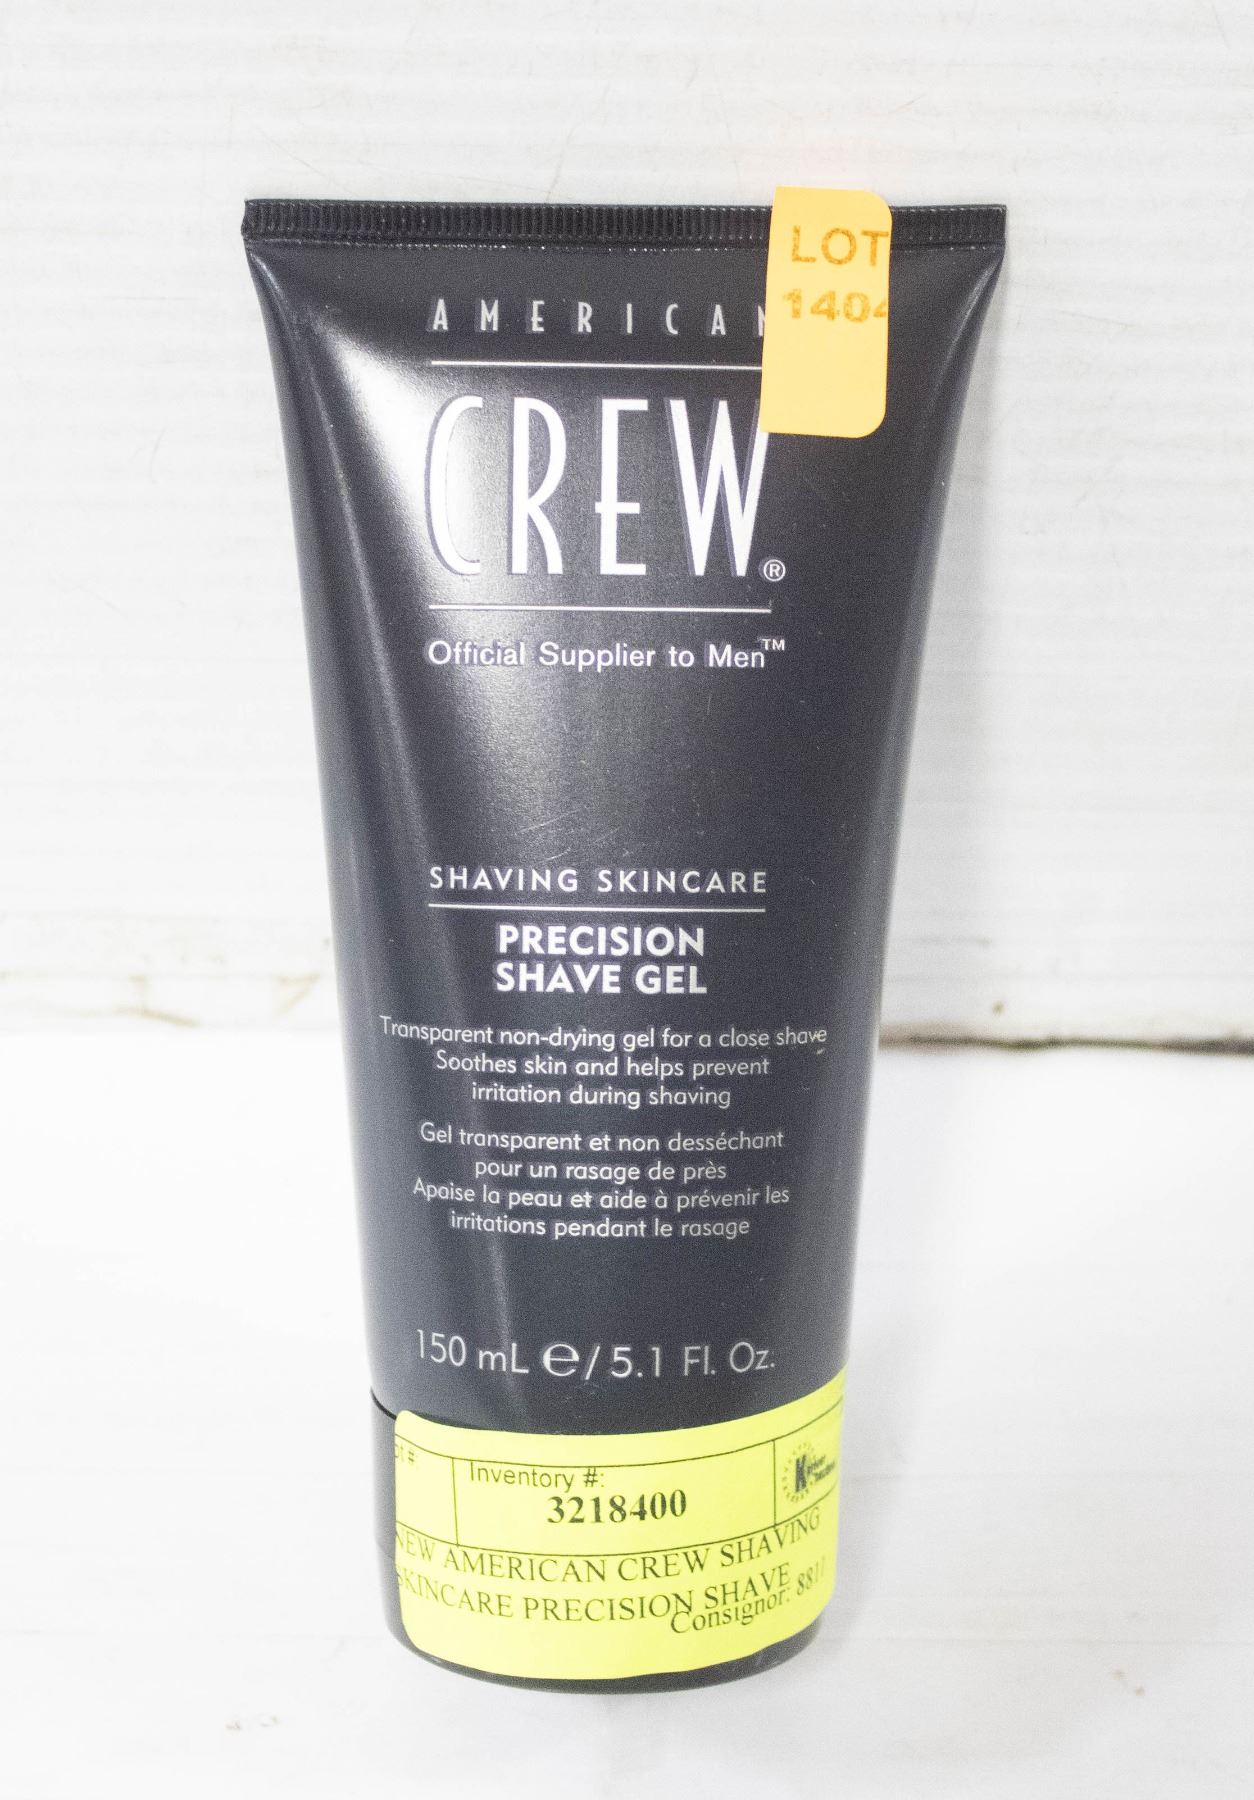 LOT
1404
AMERICAN
CREW®
Official Supplier to Men™
SHAVING SKINCARE
PRECISION
SHAVE GEL
Transparent non-drying gel for a close shave
Soothes skin and helps prevent
irritation during shaving
Gel transparent et non desséchant
pour un rasage de près
Apaise la peau et aide à prévenir les
irritations pendant le rasage
150 mL ℮/ 5.1 Fl. Oz.
Inventory #:
3218400
NEW AMERICAN CREW SHAVING
SKINCARE PRECISION SHAVE
Consignor: 8817